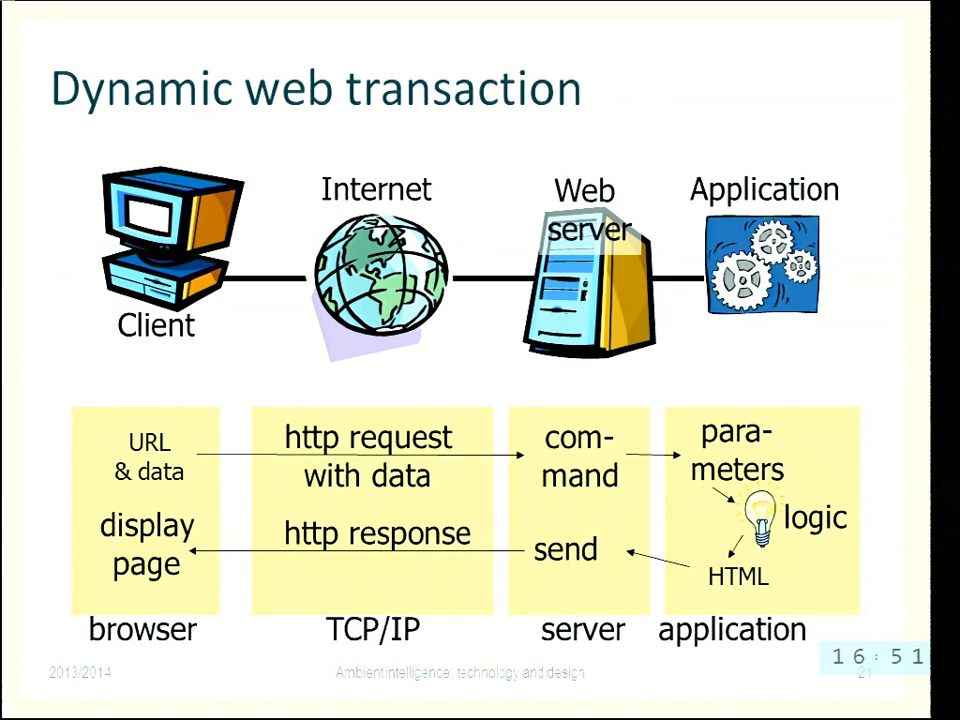 Dynamic web transaction
Internet
Web
server
Application
Client
URL
& data
http request
with data
com-
mand
para-
meters
logic
display
page
http response
send
HTML
browser
TCP/IP
server
application
16:51
2013/2014
Ambient intelligence: technology and design
21